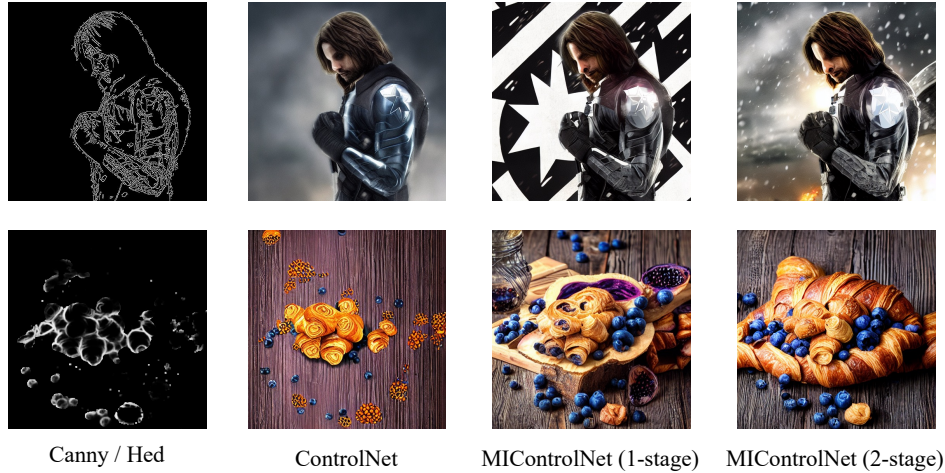 Canny / Hed
ControlNet
MIControlNet (1-stage)
MIControlNet (2-stage)